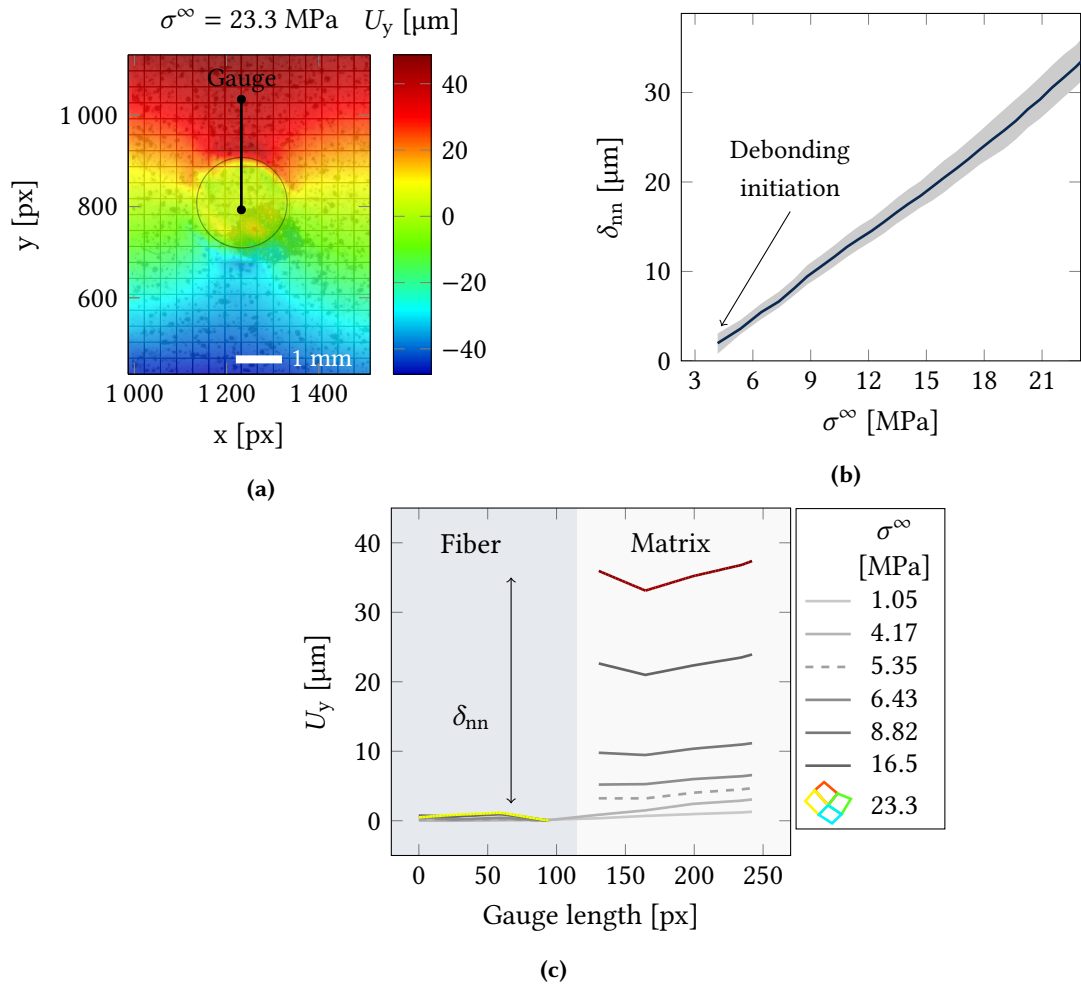 σ∞ = 23.3 MPa Uy [µm]
Gauge
1 000
800
600
y [px]
1 mm
1 000 1 200 1 400
x [px]
40
20
0
−20
−40
(a)
30
20
10
0
δnn [µm]
Debonding
initiation
3 6 9 12 15 18 21
σ∞ [MPa]
(b)
Fiber Matrix
40
30
20
10
0
Uy [µm]
δnn
0 50 100 150 200 250
Gauge length [px]
σ∞
[MPa]
1.05
4.17
5.35
6.43
8.82
16.5
23.3
(c)